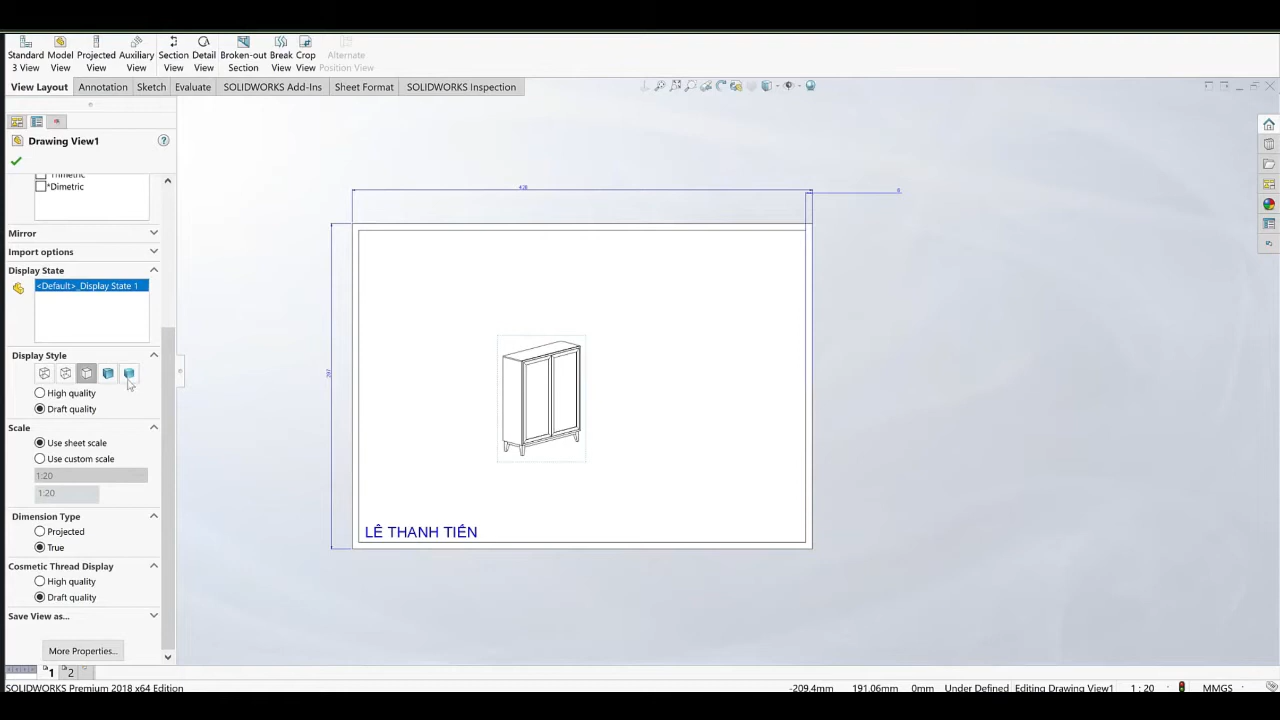 Standard Model Projected Auxiliary Section Detail Broken-out Break Crop Alternate
3 View View View View View View Section View View Position View
View Layout Annotation Sketch Evaluate SOLIDWORKS Add-Ins Sheet Format SOLIDWORKS Inspection
Drawing View1
*Trimetric
*Dimetric
Mirror
Import options
Display State
<Default>_Display State 1
Display Style
High quality
Draft quality
Scale
Use sheet scale
Use custom scale
1:20
1:20
Dimension Type
Projected
True
Cosmetic Thread Display
High quality
Draft quality
Save View as...
More Properties...
LÊ THANH TIẾN
1 2
SOLIDWORKS Premium 2018 x64 Edition -209.4mm 191.06mm 0mm Under Defined Editing Drawing View1 1 : 20 MMGS